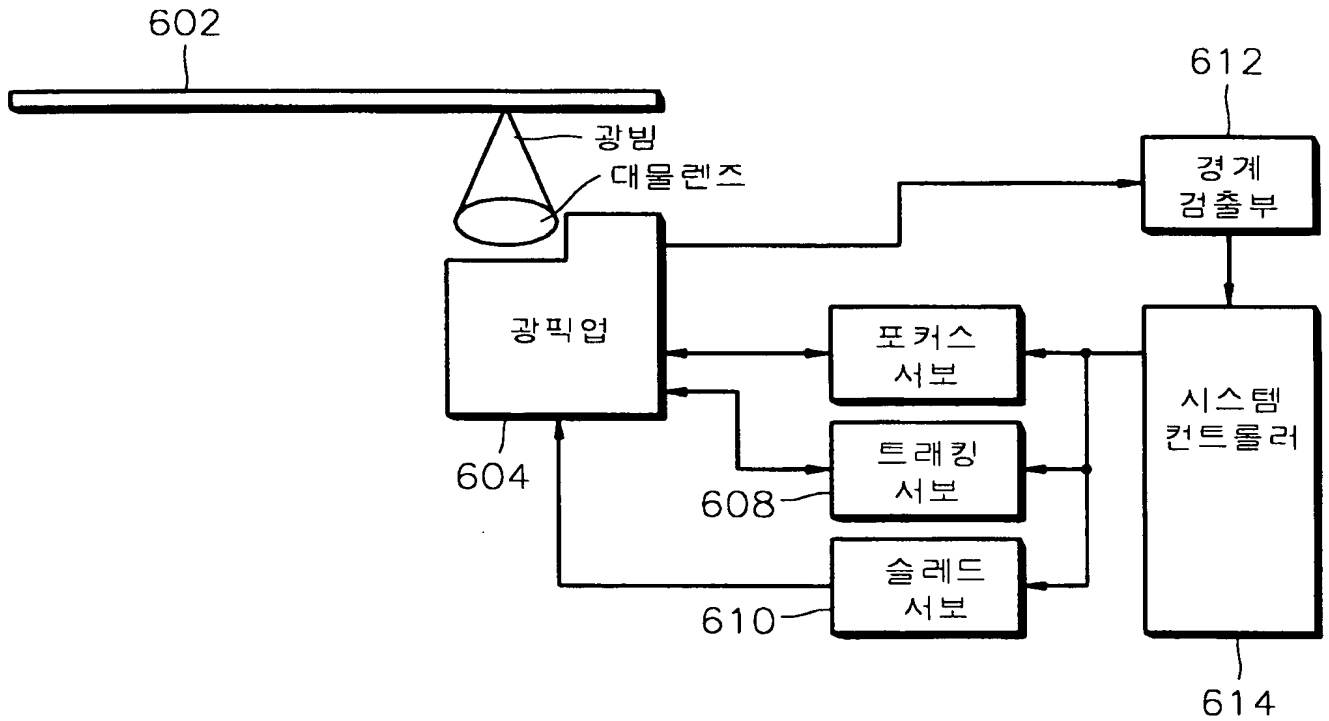 602
612
광빔
대물렌즈
경계
검출부
광픽업
포커스
서보
시스템
컨트롤러
604
트래킹
서보
608
슬레드
서보
610
614